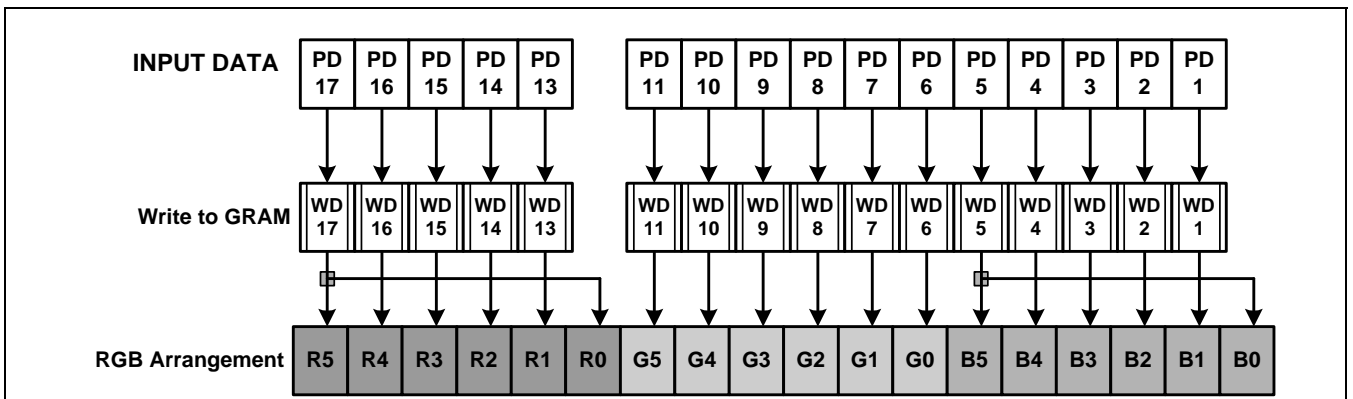 INPUT DATA PD PD PD PD PD PD PD PD PD PD PD PD PD PD PD PD
17 16 15 14 13 11 10 9 8 7 6 5 4 3 2 1
Write to GRAM WD WD WD WD WD WD WD WD WD WD WD WD WD WD WD WD
17 16 15 14 13 11 10 9 8 7 6 5 4 3 2 1
RGB Arrangement R5 R4 R3 R2 R1 R0 G5 G4 G3 G2 G1 G0 B5 B4 B3 B2 B1 B0